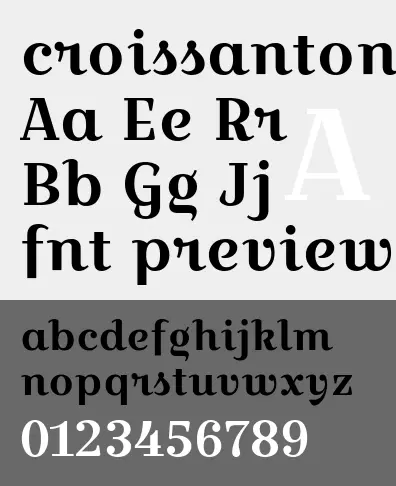 croissanton
Aa Ee Rr
A
Bb Gg Jj
fnt preview
abcdefghijklm
nopqrstuvwxyz
0123456789